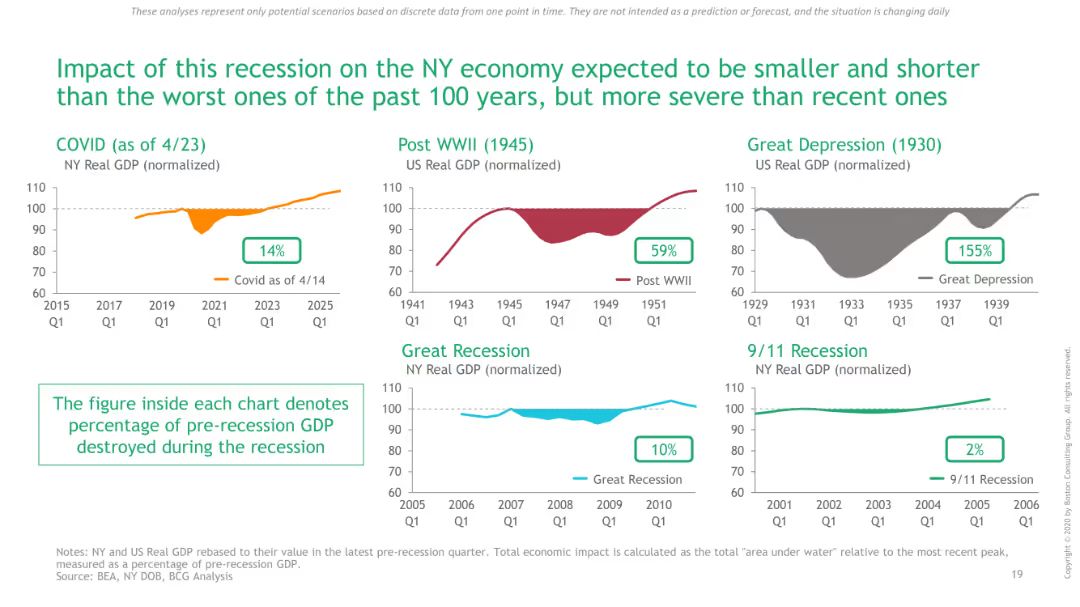 These analyses represent only potential scenarios based on discrete data from one point in time. They are not intended as a prediction or forecast, and the situation is changing daily
Impact of this recession on the NY economy expected to be smaller and shorter
than the worst ones of the past 100 years, but more severe than recent ones
COVID (as of 4/23)
NY Real GDP (normalized)
110
100
90
80
70
60
14%
Covid as of 4/14
2015 2017 2019 2021 2023 2025
Q1 Q1 Q1 Q1 Q1 Q1
Post WWII (1945)
US Real GDP (normalized)
110
100
90
80
70
60
59%
Post WWII
1941 1943 1945 1947 1949 1951
Q1 Q1 Q1 Q1 Q1 Q1
Great Depression (1930)
US Real GDP (normalized)
110
100
90
80
70
60
155%
Great Depression
1929 1931 1933 1935 1937 1939
Q1 Q1 Q1 Q1 Q1 Q1
The figure inside each chart denotes
percentage of pre-recession GDP
destroyed during the recession
Great Recession
NY Real GDP (normalized)
110
100
90
80
70
60
10%
Great Recession
2005 2006 2007 2008 2009 2010
Q1 Q1 Q1 Q1 Q1 Q1
9/11 Recession
NY Real GDP (normalized)
110
100
90
80
70
60
2%
9/11 Recession
2001 2002 2003 2004 2005 2006
Q1 Q1 Q1 Q1 Q1 Q1
Notes: NY and US Real GDP rebased to their value in the latest pre-recession quarter. Total economic impact is calculated as the total "area under water" relative to the most recent peak,
measured as a percentage of pre-recession GDP.
Source: BEA, NY DOB, BCG Analysis
19
Copyright © 2020 by Boston Consulting Group. All rights reserved.